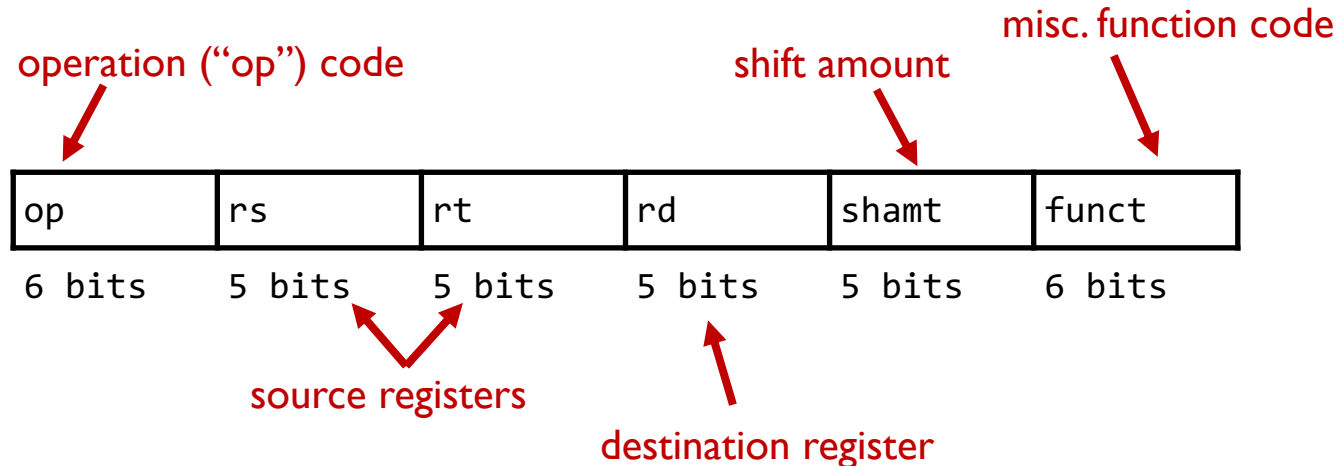 misc. function code
operation (“op”) code
shift amount
op rs rt rd shamt funct
6 bits 5 bits 5 bits 5 bits 5 bits 6 bits
source registers
destination register